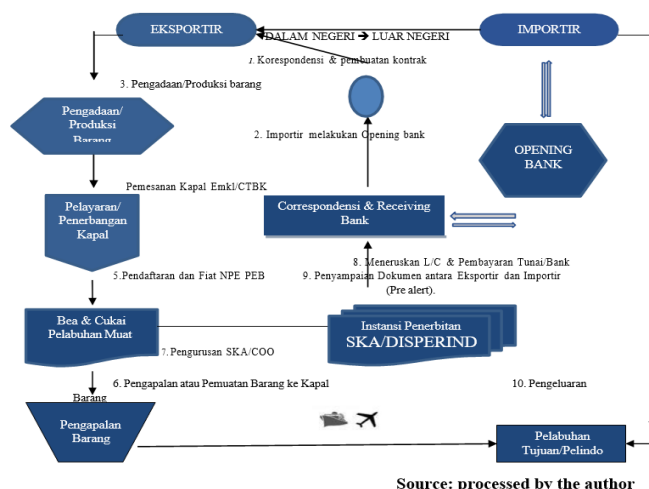 EKSPORTIR
DALAM NEGERI → LUAR NEGERI
IMPORTIR
1. Korespondensi & pembuatan kontrak
3. Pengadaan/Produksi barang
Pengadaan/
Produksi
Barang
2. Importir melakukan Opening bank
OPENING
BANK
Pemesanan Kapal Emkl/CTBK
Pelayaran/
Penerbangan
Kapal
Correspondensi & Receiving
Bank
8. Meneruskan L/C & Pembayaran Tunai/Bank
5.Pendaftaran dan Fiat NPE PEB
9. Penyampaian Dokumen antara Eksportir dan Importir
(Pre alert).
Bea & Cukai
Pelabuhan Muat
Instansi Penerbitan
SKA/DISPERIND
7. Pengurusan SKA/COO
6. Pengapalan atau Pemuatan Barang ke Kapal
10. Pengeluaran
Barang
Pengapalan
Barang
Pelabuhan
Tujuan/Pelindo
Source: processed by the author